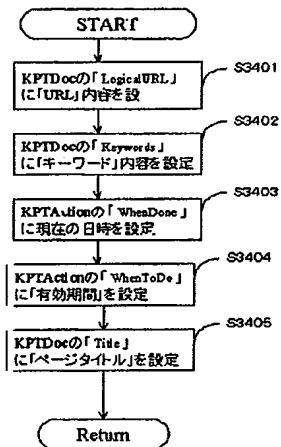 START
KPTDocの「LogicalURL」
に「URL」内容を設
S3401
KPTDocの「Keywords」
に「キーワード」内容を設定
S3402
KPTActionの「WhenDone」
に現在の日時を設定
S3403
KPTActionの「WhenToDo」
に「有効期間」を設定
S3404
KPTDocの「Title」
に「ページタイトル」を設定
S3405
Return